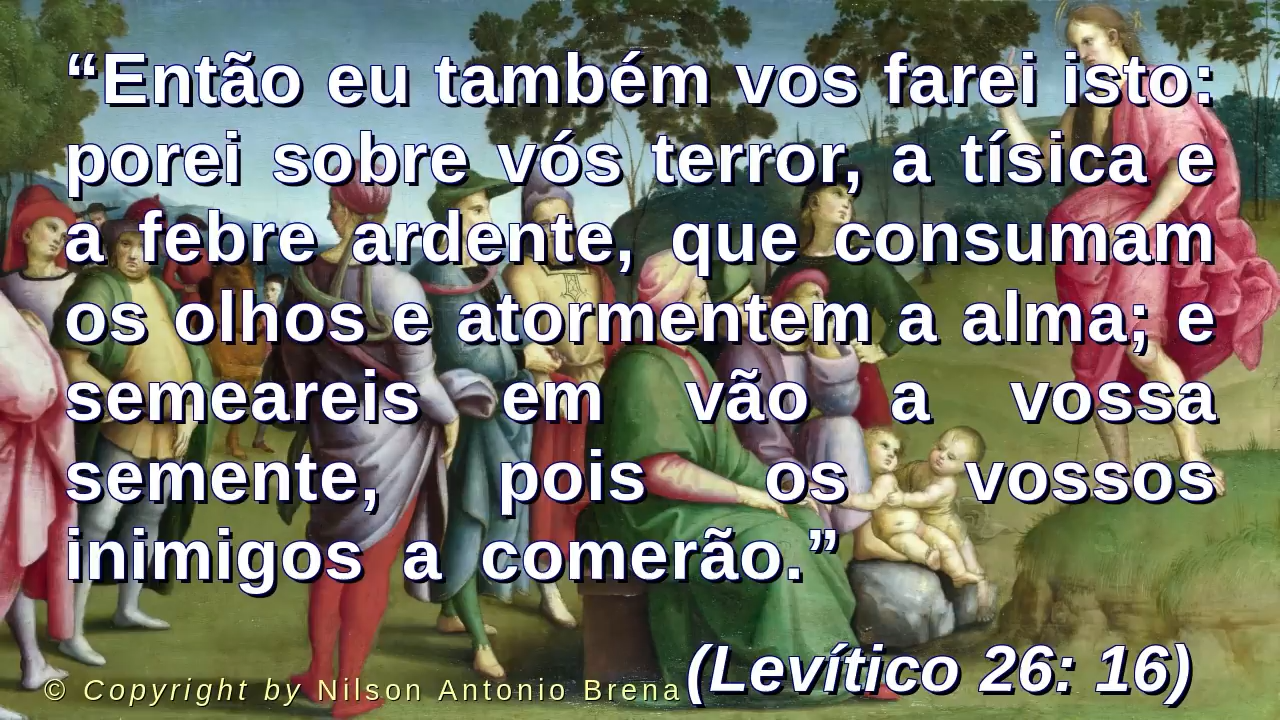 “Então eu também vos farei isto:
porei sobre vós terror, a tísica e
a febre ardente, que consumam
os olhos e atormentem a alma; e
semeareis em vão a vossa
semente, pois os vossos
inimigos a comerão.”
(Levítico 26: 16)
© Copyright by Nilson Antonio Brena